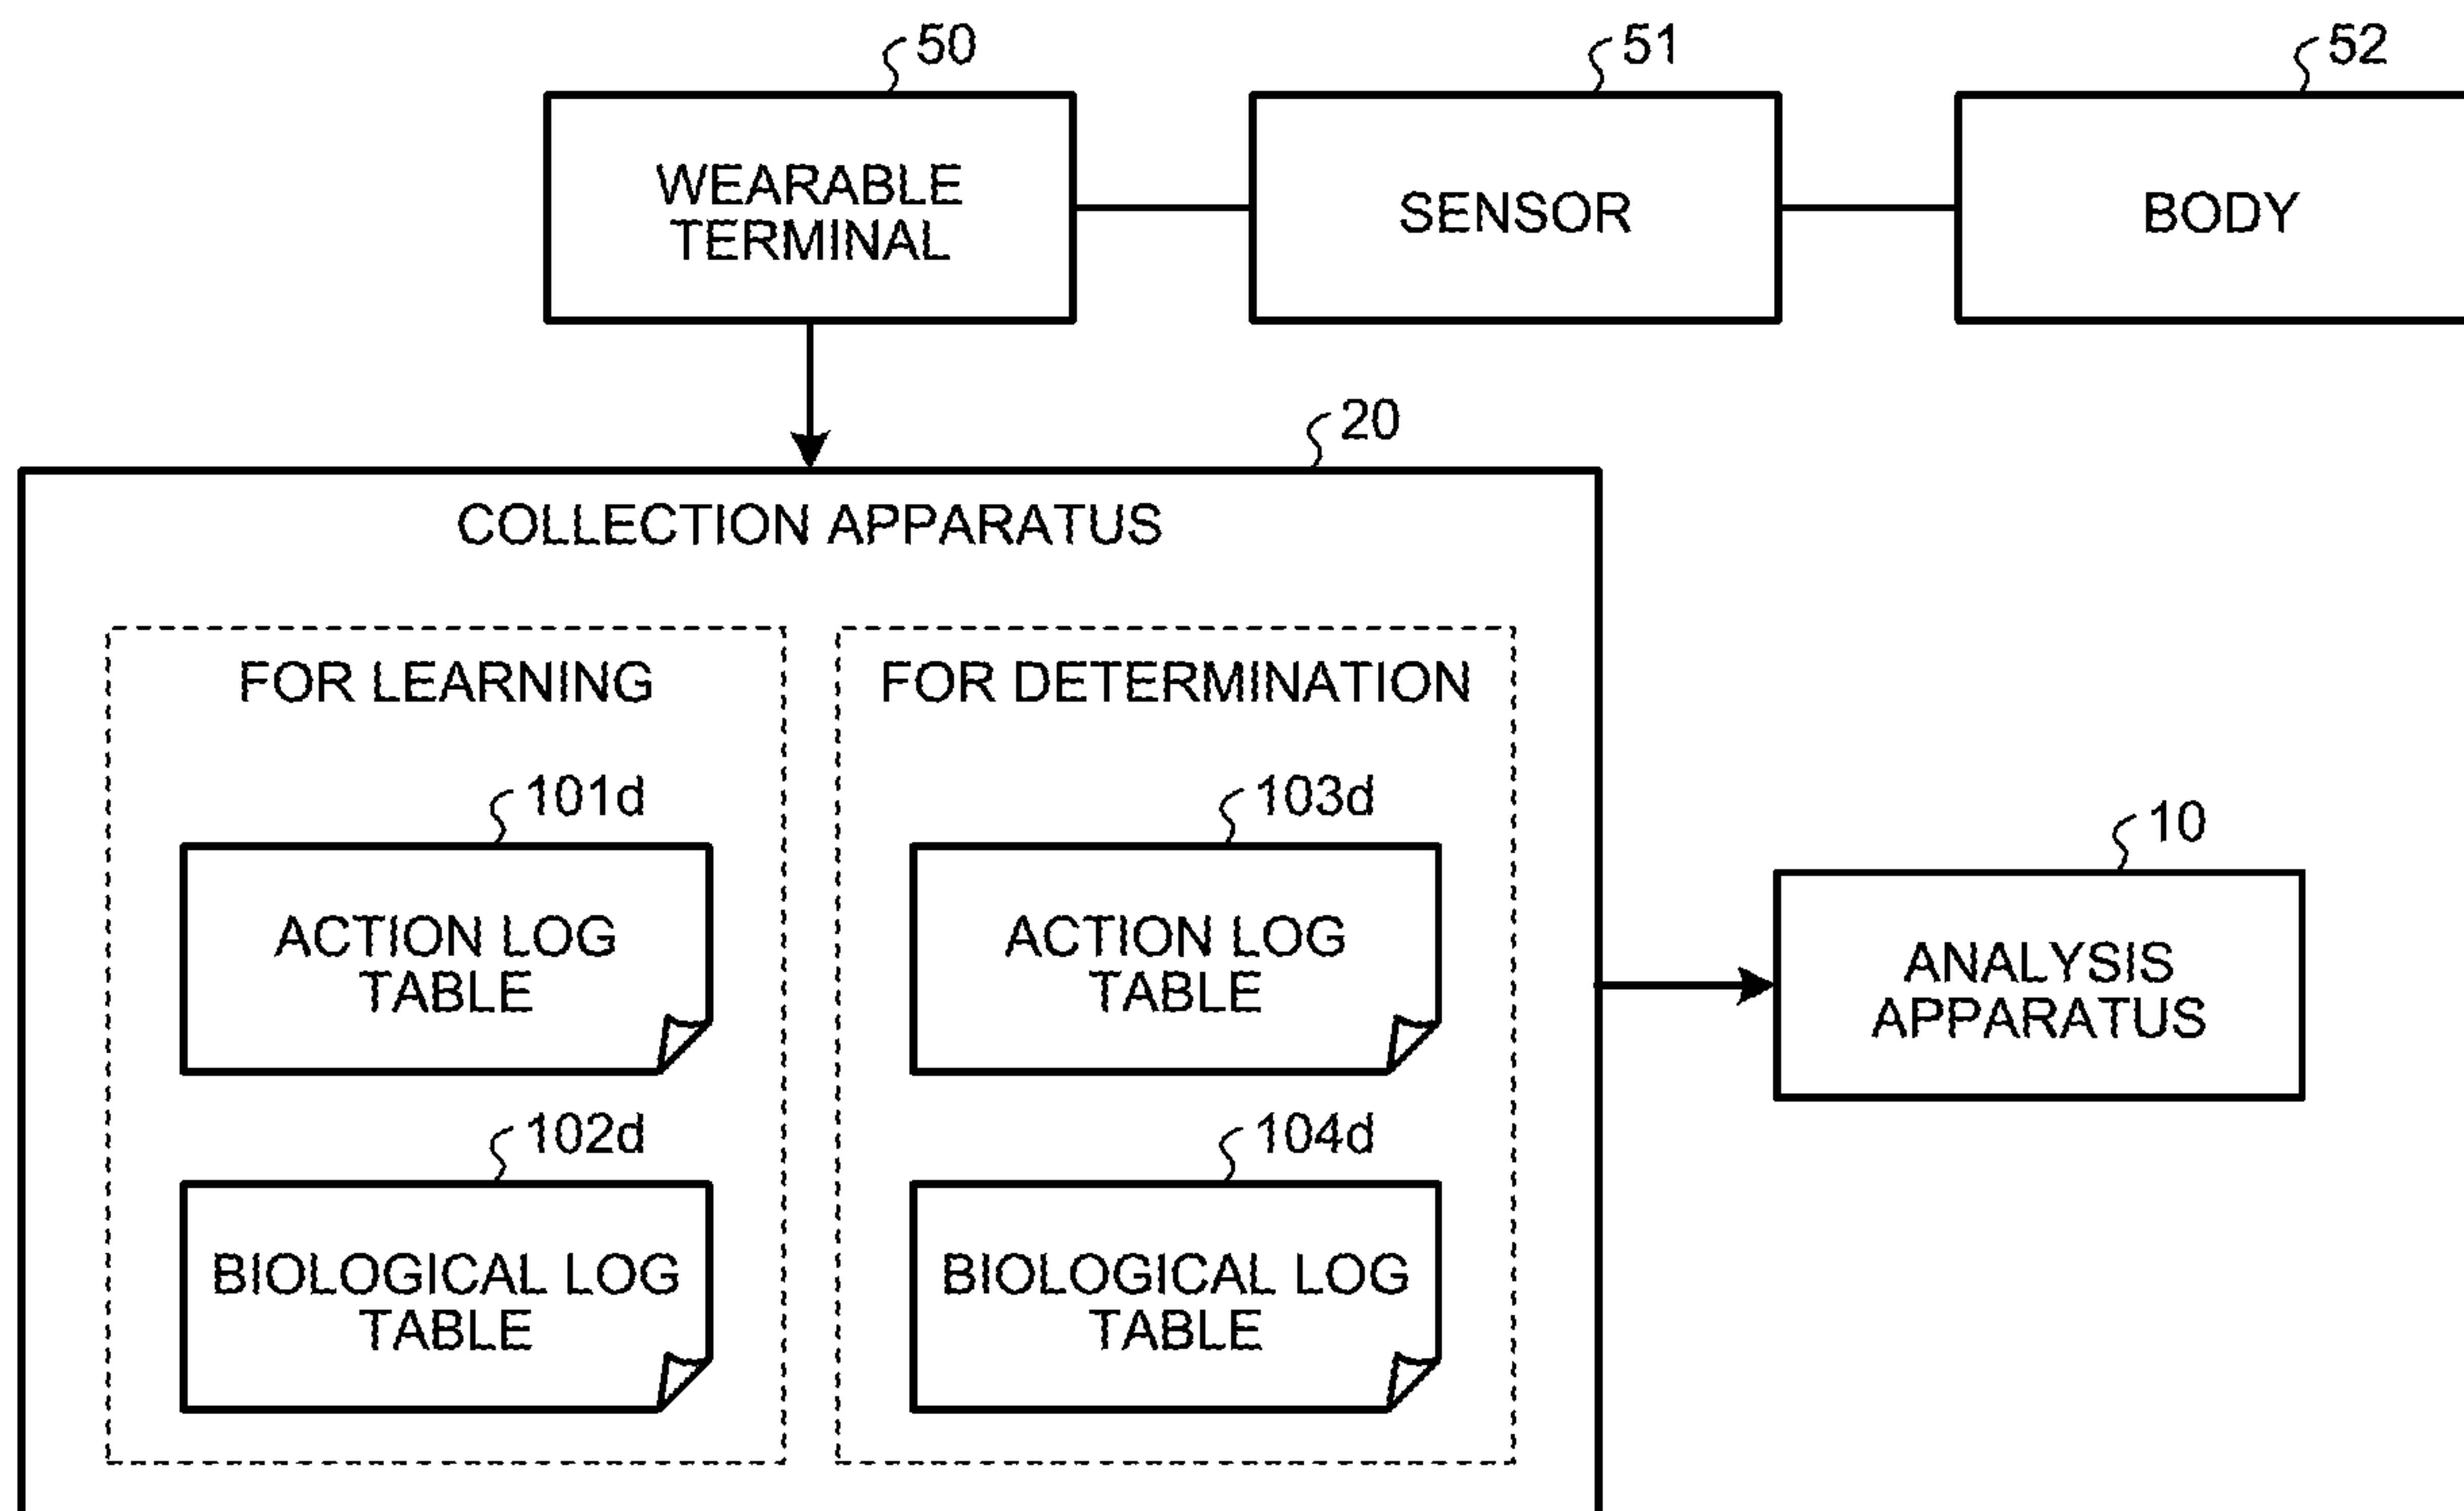 50
51
52
WEARABLE
TERMINAL
SENSOR
BODY
20
COLLECTION APPARATUS
FOR LEARNING
FOR DETERMINATION
101d
103d
ACTION LOG
TABLE
ACTION LOG
TABLE
10
ANALYSIS
APPARATUS
102d
104d
BIOLOGICAL LOG
TABLE
BIOLOGICAL LOG
TABLE